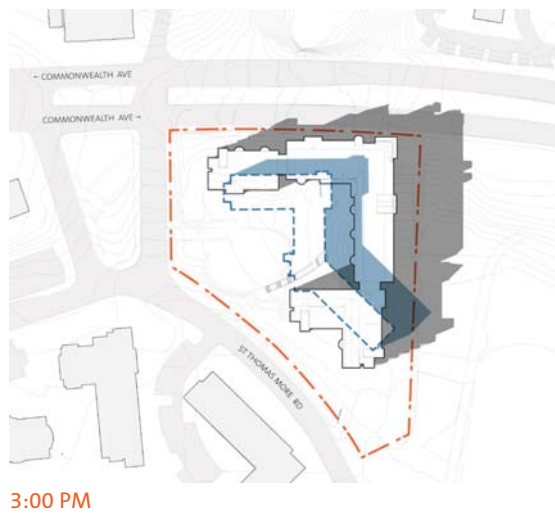 ← COMMONWEALTH AVE
COMMONWEALTH AVE →
ST THOMAS MORE RD
3:00 PM